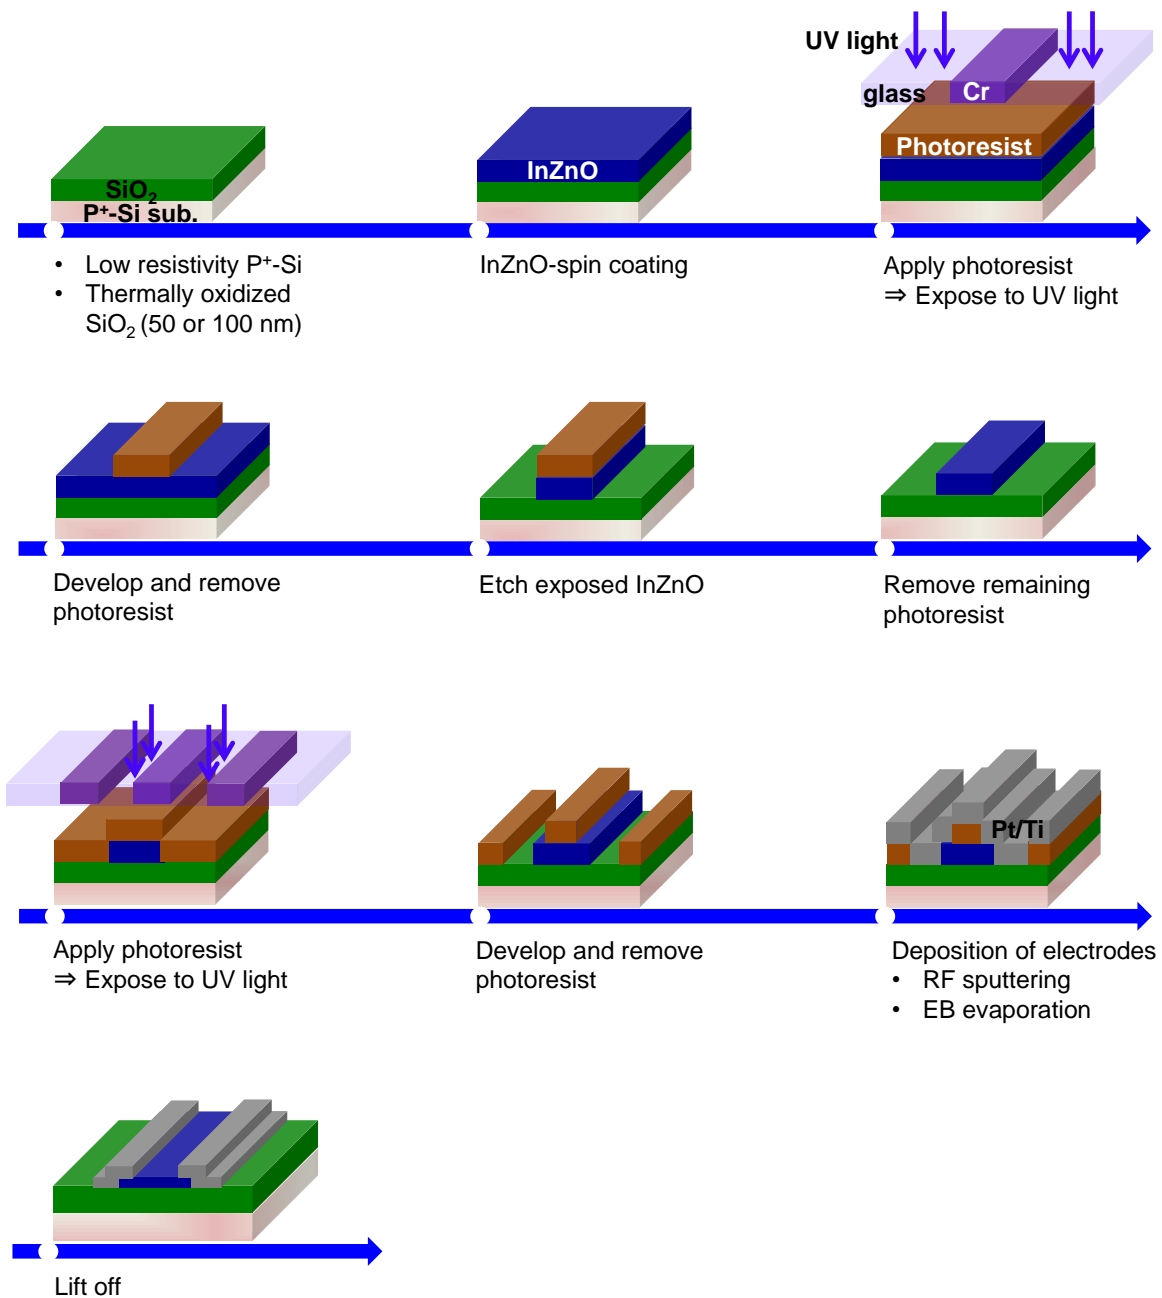 SiO₂
P⁺-Si sub.
• Low resistivity P⁺-Si
• Thermally oxidized
SiO₂ (50 or 100 nm)
InZnO
InZnO-spin coating
UV light
glass
Cr
Photoresist
Apply photoresist
⇒ Expose to UV light
Develop and remove
photoresist
Etch exposed InZnO
Remove remaining
photoresist
Apply photoresist
⇒ Expose to UV light
Develop and remove
photoresist
Pt/Ti
Deposition of electrodes
• RF sputtering
• EB evaporation
Lift off